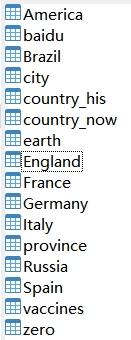 America
baidu
Brazil
city
country_his
country_now
earth
England
France
Germany
Italy
province
Russia
Spain
vaccines
zero